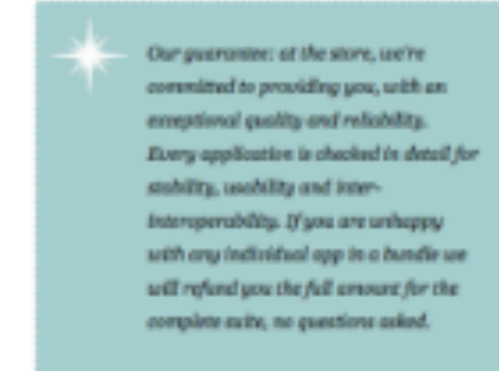 Our guarantee: at the store, we're
committed to providing you, with an
exceptional quality and reliability.
Every application is checked in detail for
stability, usability and inter-
interoperability. If you are unhappy
with any individual app in a bundle we
will refund you the full amount for the
complete suite, no questions asked.